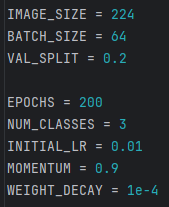 IMAGE_SIZE = 224
BATCH_SIZE = 64
VAL_SPLIT = 0.2

EPOCHS = 200
NUM_CLASSES = 3
INITIAL_LR = 0.01
MOMENTUM = 0.9
WEIGHT_DECAY = 1e-4